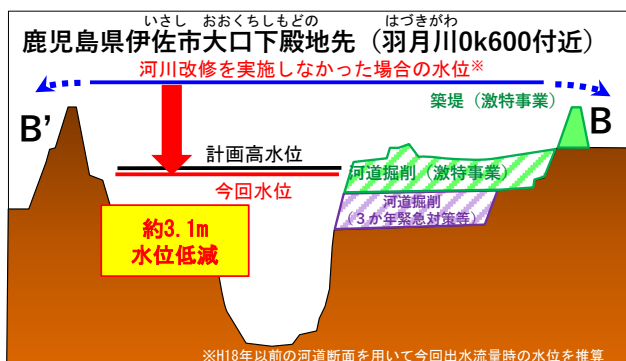 いさし おおくちしもどの はづきがわ
鹿児島県伊佐市大口下殿地先(羽月川0k600付近)
河川改修を実施しなかった場合の水位※
築堤(激特事業)
B'
B
計画高水位
今回水位
河道掘削(激特事業)
河道掘削
(3か年緊急対策等)
約3.1m
水位低減
※H18年以前の河道断面を用いて今回出水流量時の水位を推算